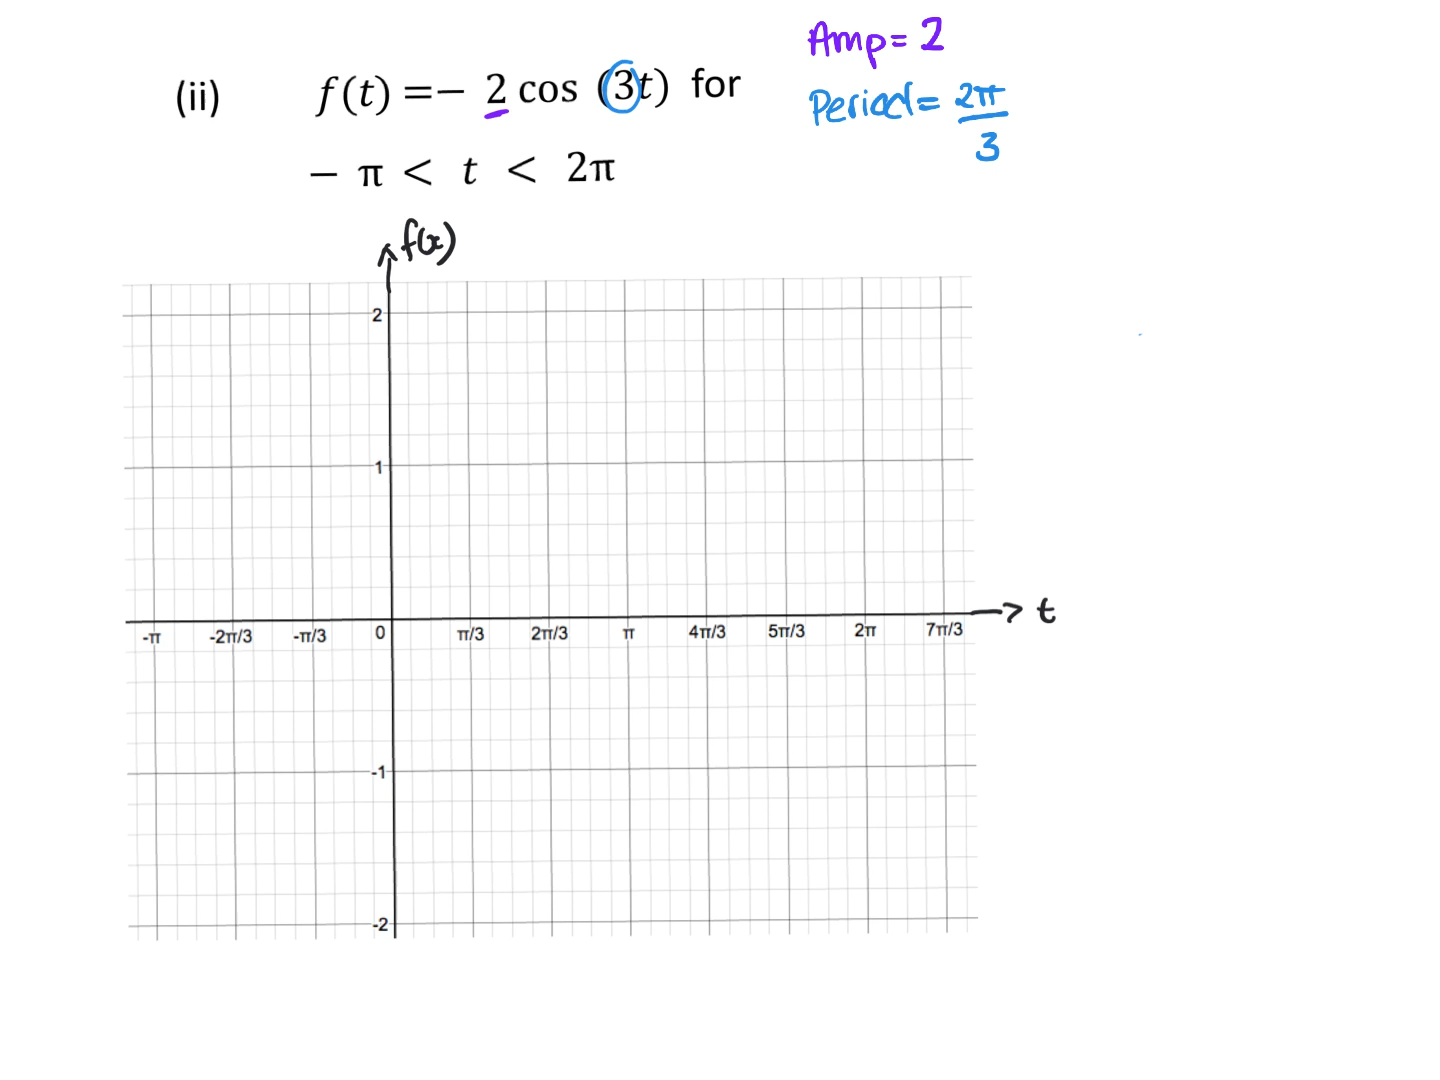 Amp = 2
(ii) f(t) =− 2 cos (3t) for
Period = 2π/3
− π < t < 2π
f(x)
2
1
-π -2π/3 -π/3 0 π/3 2π/3 π 4π/3 5π/3 2π 7π/3 t
-1
-2